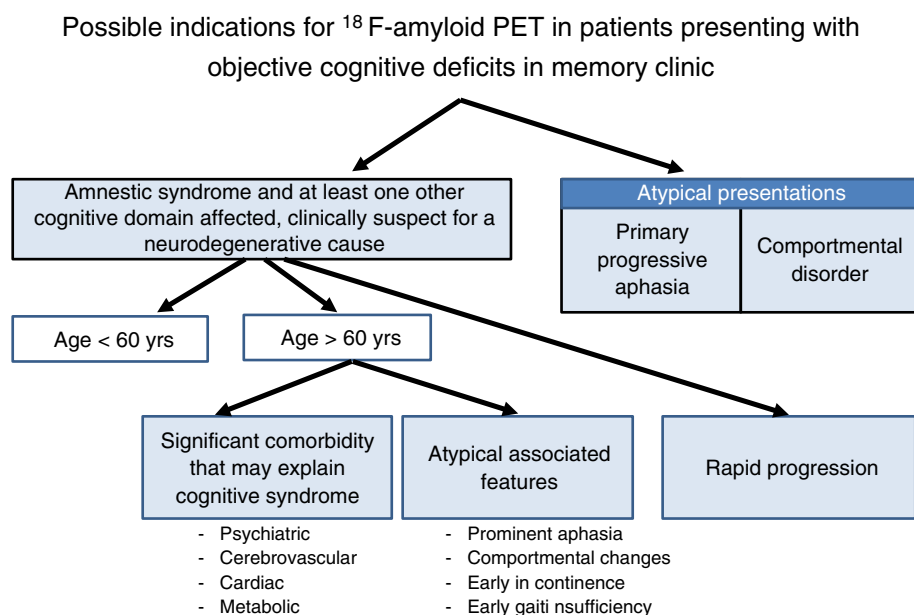 Possible indications for ¹⁸ F-amyloid PET in patients presenting with
objective cognitive deficits in memory clinic
Amnestic syndrome and at least one other
cognitive domain affected, clinically suspect for a
neurodegenerative cause
Atypical presentations
Primary
progressive
aphasia
Comportmental
disorder
Age < 60 yrs
Age > 60 yrs
Significant comorbidity
that may explain
cognitive syndrome
Atypical associated
features
Rapid progression
- Psychiatric
- Cerebrovascular
- Cardiac
- Metabolic
- Prominent aphasia
- Comportmental changes
- Early in continence
- Early gaiti nsufficiency